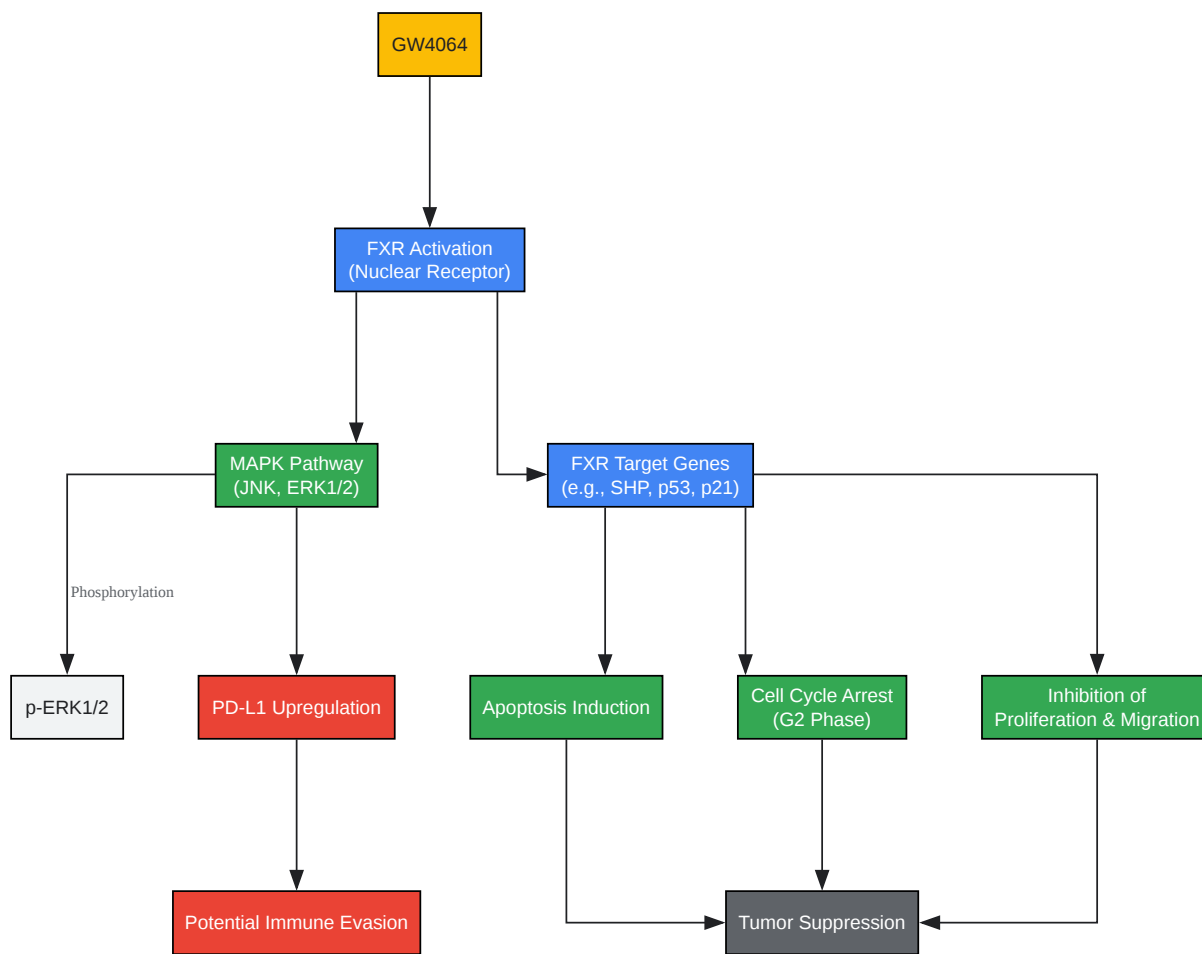 GW4064
FXR Activation
(Nuclear Receptor)
MAPK Pathway
(JNK, ERK1/2)
FXR Target Genes
(e.g., SHP, p53, p21)
Phosphorylation
p-ERK1/2
PD-L1 Upregulation
Apoptosis Induction
Cell Cycle Arrest
(G2 Phase)
Inhibition of
Proliferation & Migration
Potential Immune Evasion
Tumor Suppression